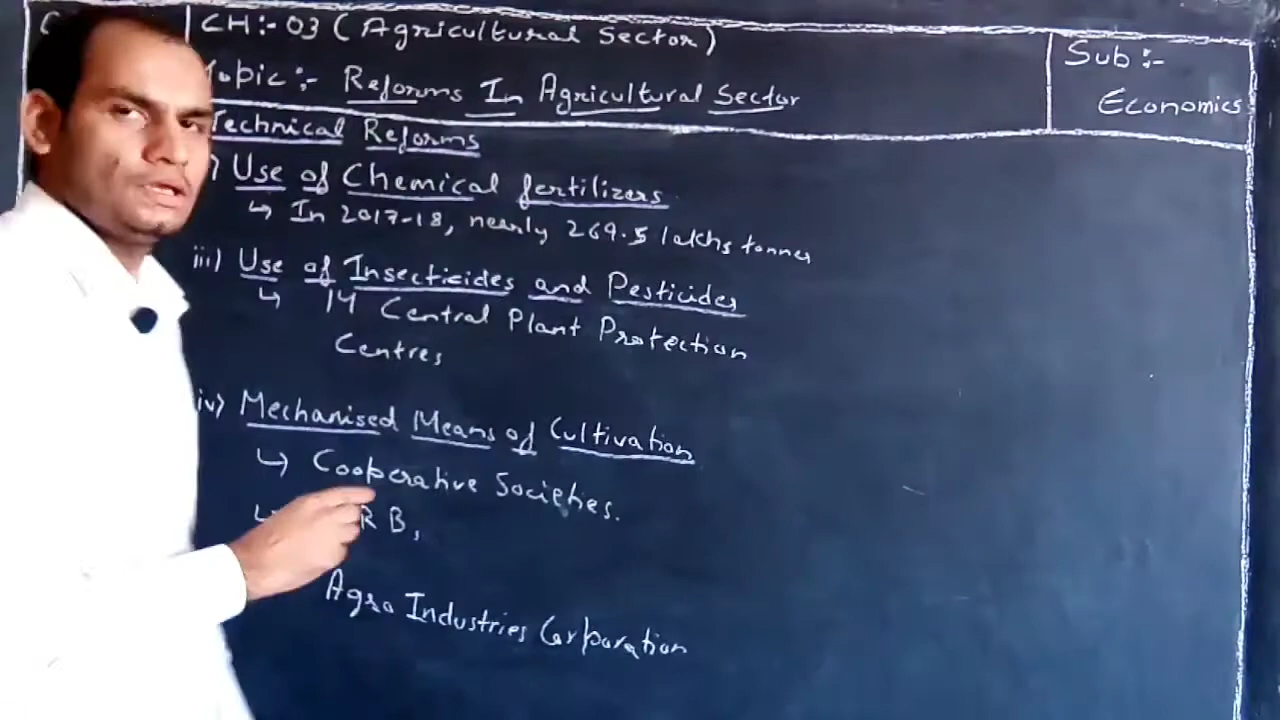 CH:- 03 (Agricultural Sector)
Sub :-
Economics
Topic :- Reforms In Agricultural Sector
Technical Reforms
) Use of Chemical fertilizers
↳ In 2017-18, nearly 269.5 lakhs tonnes
iii) Use of Insecticides and Pesticides
↳ 14 Central Plant Protection
Centres
iv) Mechanised Means of Cultivation
↳ Cooperative Societies.
↳ RB,
Agro Industries Corporation